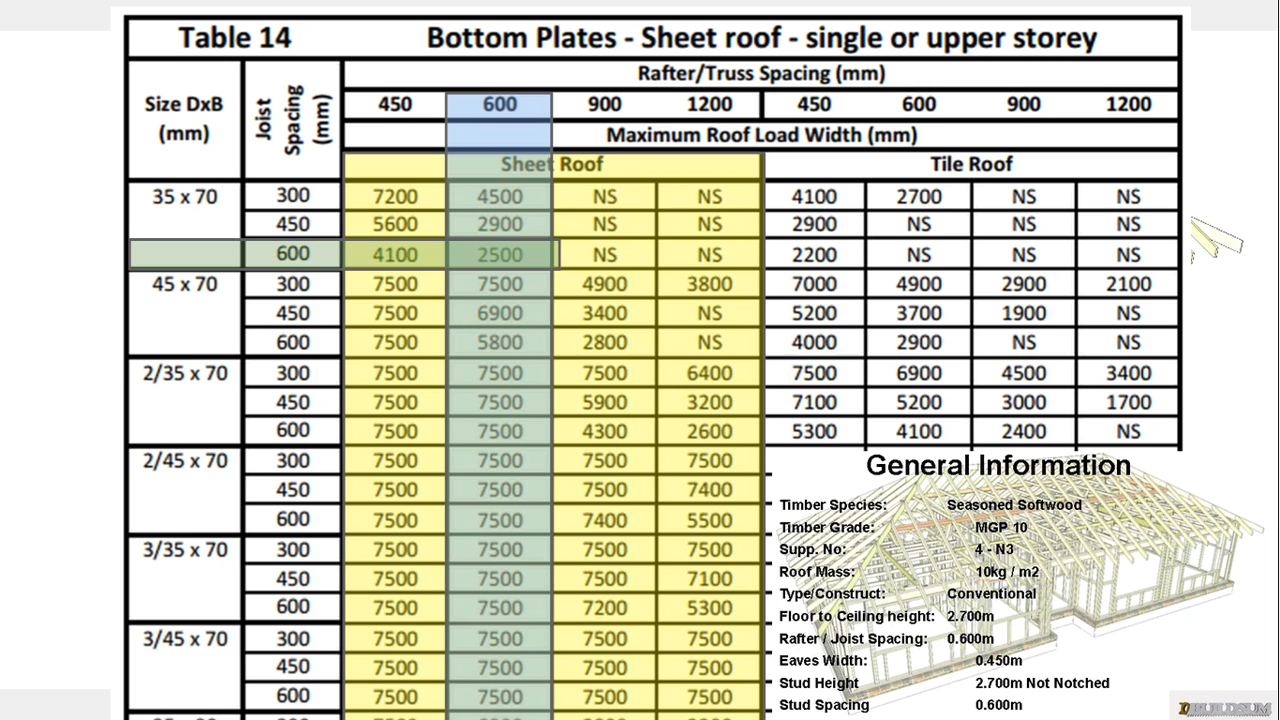 Table 14 Bottom Plates - Sheet roof - single or upper storey
Size DxB (mm) Joist Spacing (mm) Rafter/Truss Spacing (mm)
450 600 900 1200 450 600 900 1200
Maximum Roof Load Width (mm)
Sheet Roof Tile Roof
35 x 70 300 7200 4500 NS NS 4100 2700 NS NS
450 5600 2900 NS NS 2900 NS NS NS
600 4100 2500 NS NS 2200 NS NS NS
45 x 70 300 7500 7500 4900 3800 7000 4900 2900 2100
450 7500 6900 3400 NS 5200 3700 1900 NS
600 7500 5800 2800 NS 4000 2900 NS NS
2/35 x 70 300 7500 7500 7500 6400 7500 6900 4500 3400
450 7500 7500 5900 3200 7100 5200 3000 1700
600 7500 7500 4300 2600 5300 4100 2400 NS
2/45 x 70 300 7500 7500 7500 7500
450 7500 7500 7500 7400
600 7500 7500 7400 5500
3/35 x 70 300 7500 7500 7500 7500
450 7500 7500 7500 7100
600 7500 7500 7200 5300
3/45 x 70 300 7500 7500 7500 7500
450 7500 7500 7500 7500
600 7500 7500 7500 7500
General Information
Timber Species: Seasoned Softwood
Timber Grade: MGP 10
Supp. No: 4 - N3
Roof Mass: 10kg / m2
Type/Construct: Conventional
Floor to Ceiling height: 2.700m
Rafter / Joist Spacing: 0.600m
Eaves Width: 0.450m
Stud Height 2.700m Not Notched
Stud Spacing 0.600m
BUILDSUM